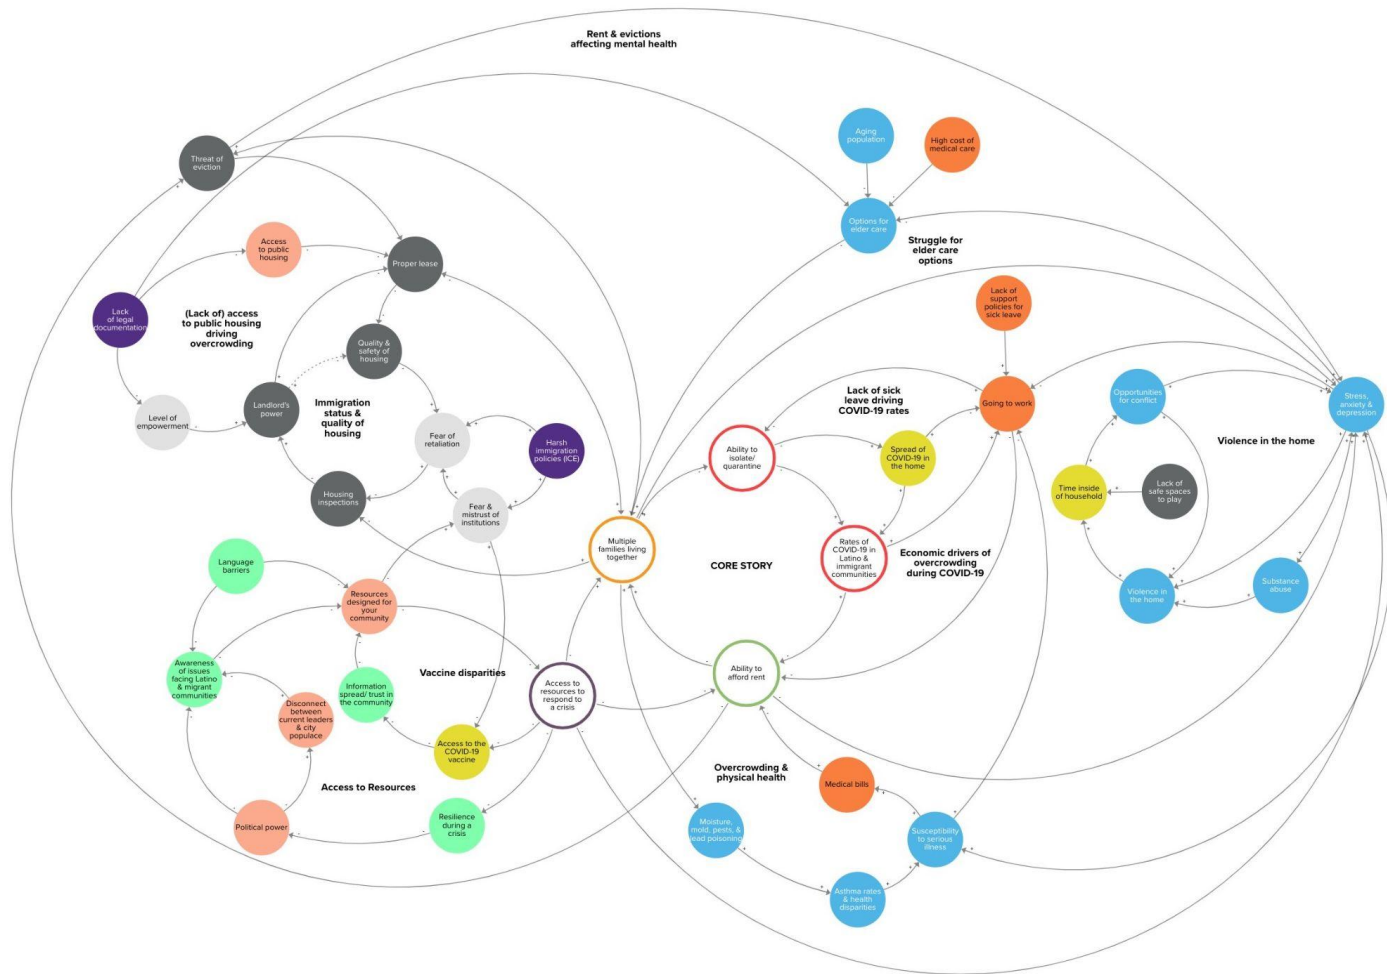 Rent & evictions
affecting mental health
Threat of
eviction
Aging
population
High cost of
medical care
Options for
elder care
Struggle for
elder care
options
Access
to public
housing
Proper lease
Lack
of legal
documentation
(Lack of) access
to public housing
driving
overcrowding
Quality &
safety of
housing
Lack of
support
policies for
sick leave
Level of
empowerment
Landlord's
power
Immigration
status &
quality of
housing
Fear of
retaliation
Harsh
immigration
policies (ICE)
Lack of sick
leave driving
COVID-19 rates
Going to work
Opportunities
for conflict
Stress,
anxiety &
depression
Ability to
isolate/
quarantine
Spread of
COVID-19 in
the home
Violence in the home
Housing
inspections
Fear &
mistrust of
institutions
Time inside
of household
Lack of
safe spaces
to play
Multiple
families living
together
CORE STORY
Rates of
COVID-19 in
Latino &
immigrant
communities
Economic drivers of
overcrowding
during COVID-19
Language
barriers
Resources
designed for
your
community
Violence in
the home
Substance
abuse
Awareness
of issues
facing Latino
& migrant
communities
Vaccine disparities
Information
spread/ trust in
the community
Disconnect
between
current leaders
& city
populace
Access to
resources to
respond to
a crisis
Ability to
afford rent
Access to the
COVID-19
vaccine
Overcrowding &
physical health
Medical bills
Access to Resources
Political power
Resilience
during a
crisis
Moisture,
mold, pests, &
lead poisoning
Susceptibility
to serious
illness
Asthma rates
& health
disparities